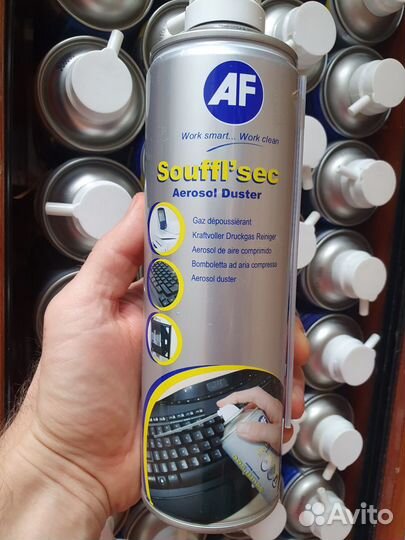 AF
Work smart... Work clean
Souffl'sec
Aerosol Duster
Gaz dépoussiérant
Kraftvoller Druckgas Reiniger
Aerosol de aire comprimido
Bomboletta ad aria compressa
Aerosol duster
Avito